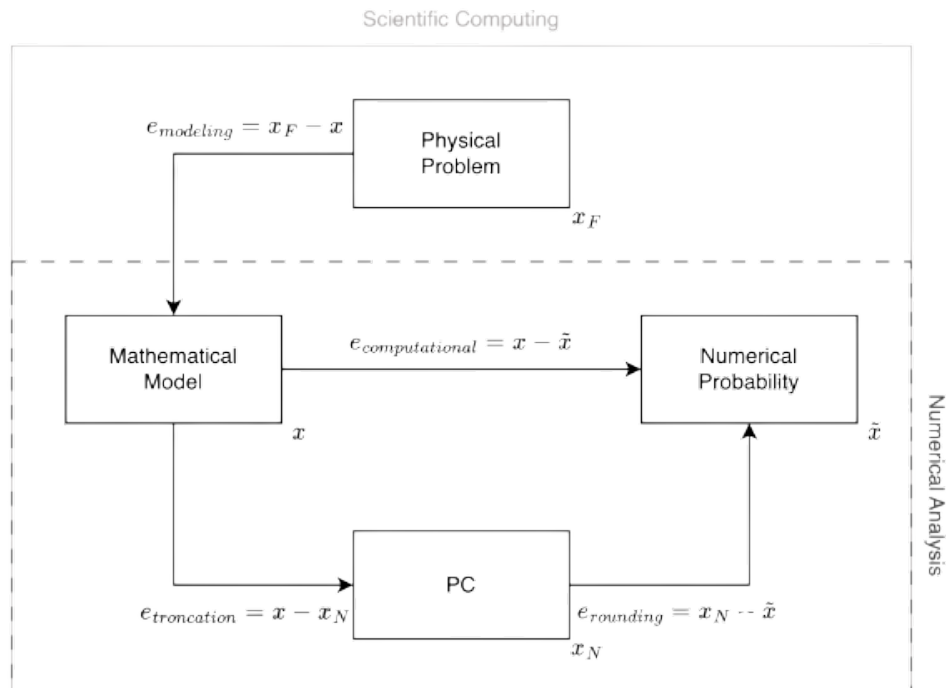 Scientific Computing
e_{modeling} = x_F − x
Physical
Problem
x_F
Mathematical
Model
x
e_{computational} = x − x̃
Numerical
Probability
x̃
Numerical Analysis
e_{troncation} = x − x_N
PC
x_N
e_{rounding} = x_N − x̃